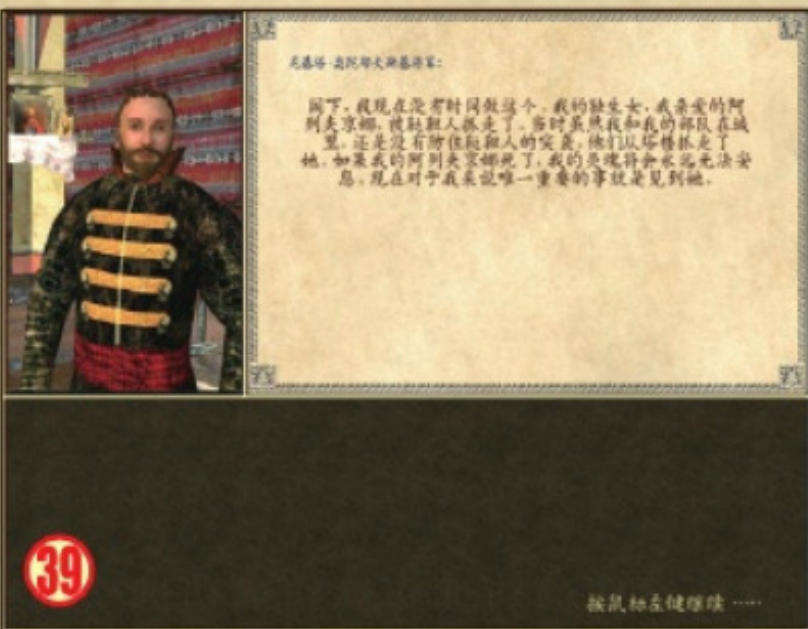 尼基塔·奥陀耶夫斯基将军:
阁下，我现在没有时间做这个。我的独生女，我亲爱的阿
列夫京娜，被鞑靼人抓走了。当时虽然我和我的部队在城
里，还是没有防住鞑靼人的突袭，他们从塔楼抓走了
她。如果我的阿列夫京娜死了，我的灵魂将会永远无法安
息。现在对于我来说唯一重要的事就是见到她。
39
按鼠标左键继续 ……